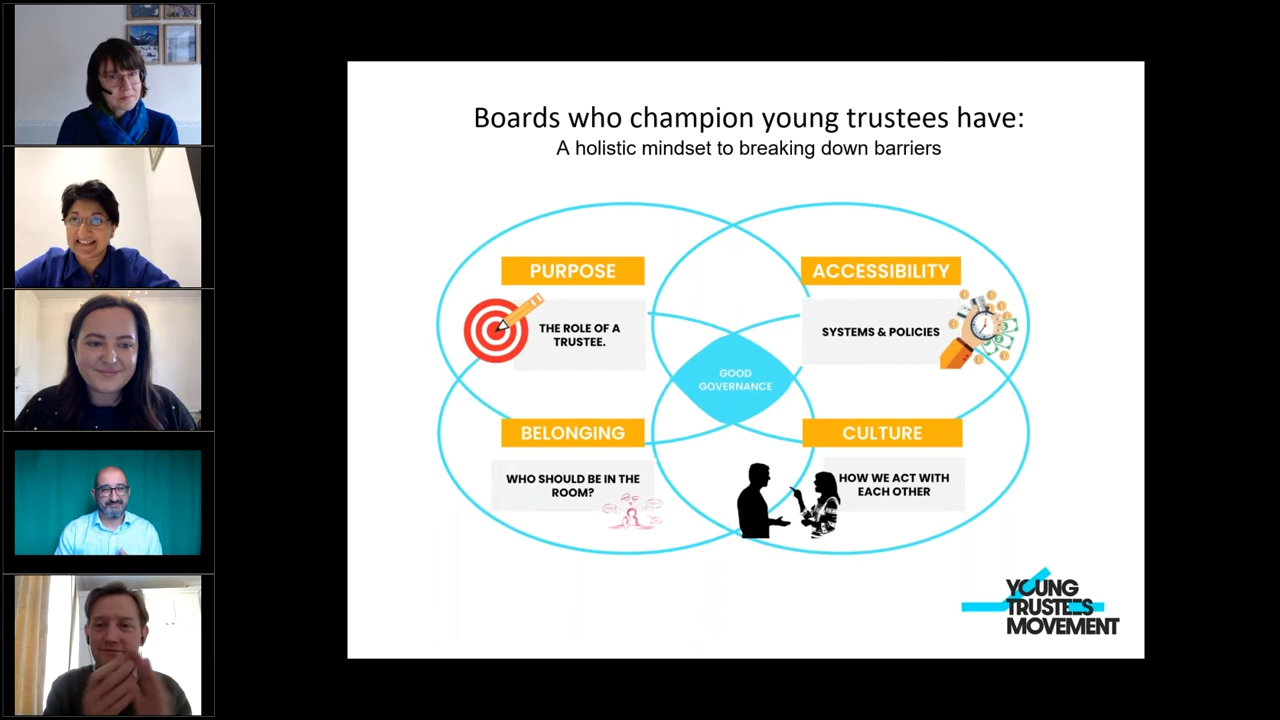 Boards who champion young trustees have:
A holistic mindset to breaking down barriers
PURPOSE
THE ROLE OF A
TRUSTEE.
ACCESSIBILITY
SYSTEMS & POLICIES
GOOD
GOVERNANCE
BELONGING
WHO SHOULD BE IN THE
ROOM?
CULTURE
HOW WE ACT WITH
EACH OTHER
YOUNG
TRUSTEES
MOVEMENT